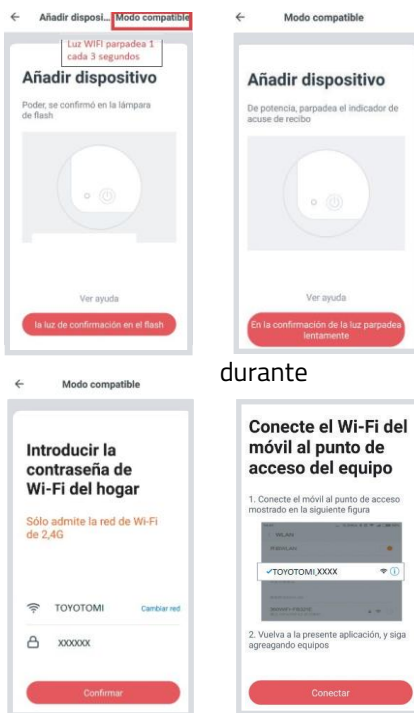 Añadir disposi... Modo compatible
Luz WIFI parpadea 1
cada 3 segundos
Añadir dispositivo
Poder, se confirmó en la lámpara
de flash
Ver ayuda
la luz de confirmación en el flash
Modo compatible
Añadir dispositivo
De potencia, parpadea el indicador de
acuse de recibo
Ver ayuda
En la confirmación de la luz parpadea
lentamente
durante
Modo compatible
Introducir la
contraseña de
Wi-Fi del hogar
Sólo admite la red de Wi-Fi
de 2,4G
TOYOTOMI Cambiar red
xxxxxx
Confirmar
Conecte el Wi-Fi del
móvil al punto de
acceso del equipo
1. Conecte el móvil al punto de acceso
mostrado en la siguiente figura
WLAN
TOYOTOMI,XXXX
2. Vuelva a la presente aplicación, y siga
agreagando equipos
Conectar